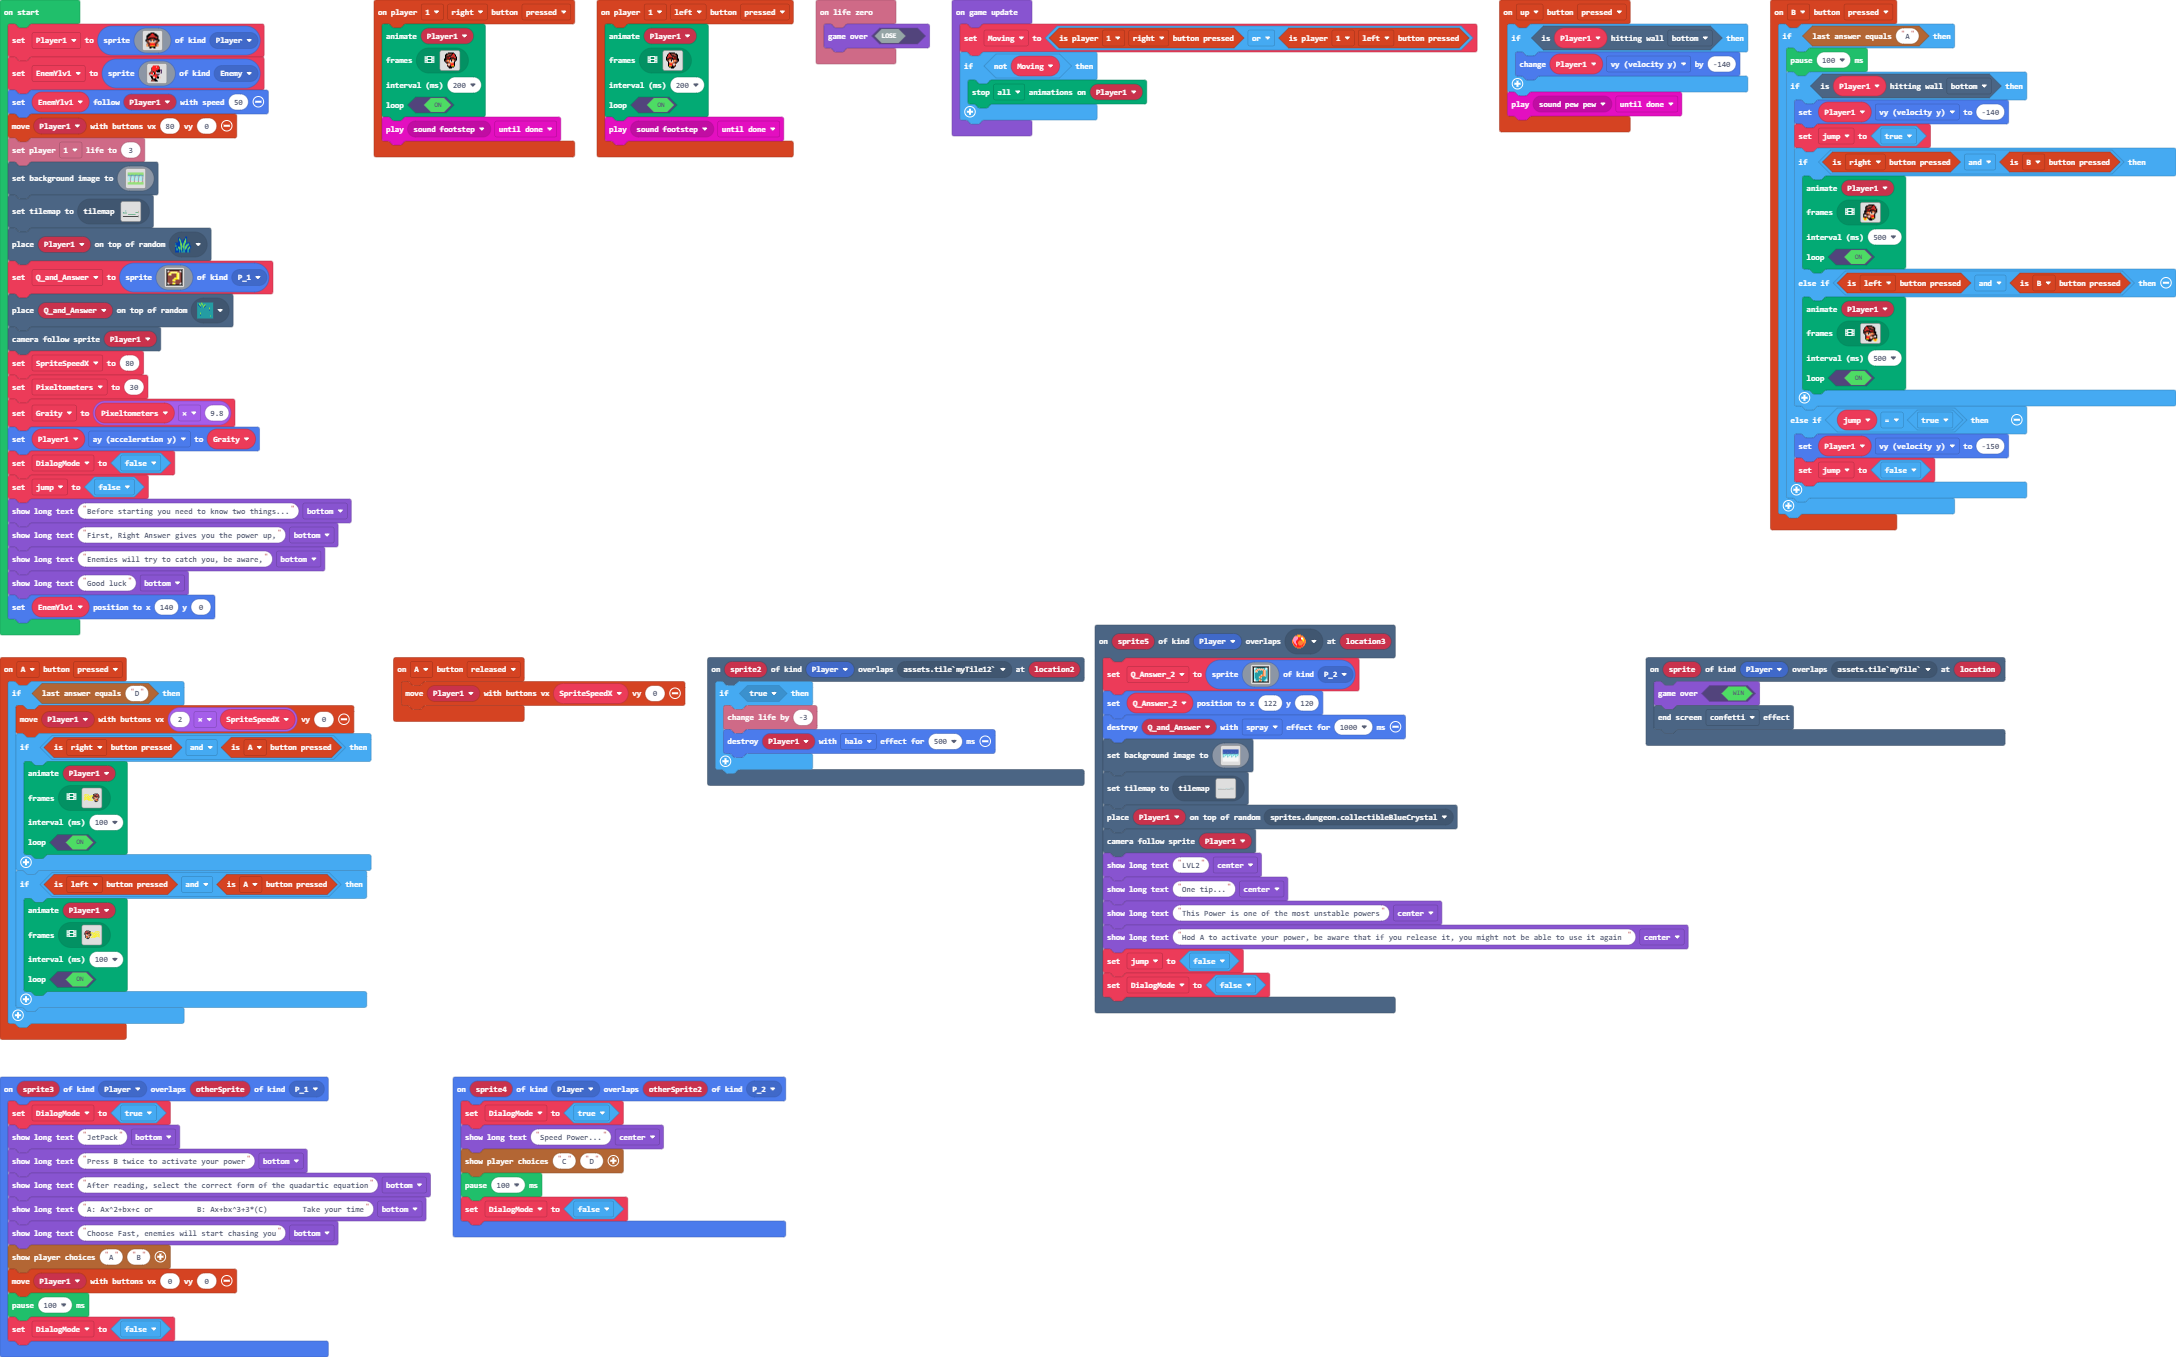 on start
set Player1 to sprite of kind Player
set EnemYlv1 to sprite of kind Enemy
set EnemYlv1 follow Player1 with speed 50
move Player1 with buttons vx 80 vy 0
set player 1 life to 3
set background image to
set tilemap to tilemap
place Player1 on top of random
set Q_and_Answer to sprite of kind P_1
place Q_and_Answer on top of random
camera follow sprite Player1
set SpriteSpeedX to 80
set Pixeltometers to 30
set Graity to Pixeltometers × 9.8
set Player1 ay (acceleration y) to Graity
set DialogMode to false
set jump to false
show long text "Before starting you need to know two things..." bottom
show long text "First, Right Answer gives you the power up," bottom
show long text "Enemies will try to catch you, be aware," bottom
show long text "Good luck" bottom
set EnemYlv1 position to x 140 y 0
on player 1 right button pressed
animate Player1
frames
interval (ms) 200
loop ON
play sound footstep until done
on player 1 left button pressed
animate Player1
frames
interval (ms) 200
loop ON
play sound footstep until done
on life zero
game over LOSE
on game update
set Moving to is player 1 right button pressed or is player 1 left button pressed
if not Moving then
stop all animations on Player1
on up button pressed
if is Player1 hitting wall bottom then
change Player1 vy (velocity y) by -140
play sound pew pew until done
on B button pressed
if last answer equals "A" then
pause 100 ms
if is Player1 hitting wall bottom then
set Player1 vy (velocity y) to -140
set jump to true
if is right button pressed and is B button pressed then
animate Player1
frames
interval (ms) 500
loop ON
else if is left button pressed and is B button pressed then
animate Player1
frames
interval (ms) 500
loop ON
else if jump = true then
set Player1 vy (velocity y) to -150
set jump to false
on A button pressed
if last answer equals "D" then
move Player1 with buttons vx 2 × SpriteSpeedX vy 0
if is right button pressed and is A button pressed then
animate Player1
frames
interval (ms) 100
loop ON
if is left button pressed and is A button pressed then
animate Player1
frames
interval (ms) 100
loop ON
on A button released
move Player1 with buttons vx SpriteSpeedX vy 0
on sprite2 of kind Player overlaps assets.tile`myTile12` at location2
if true then
change life by -3
destroy Player1 with halo effect for 500 ms
on sprite5 of kind Player overlaps at location3
set Q_Answer_2 to sprite of kind P_2
set Q_Answer_2 position to x 122 y 120
destroy Q_and_Answer with spray effect for 1000 ms
set background image to
set tilemap to tilemap
place Player1 on top of random sprites.dungeon.collectibleBlueCrystal
camera follow sprite Player1
show long text "LVL2" center
show long text "One tip..." center
show long text "This Power is one of the most unstable powers" center
show long text "Hod A to activate your power, be aware that if you release it, you might not be able to use it again" center
set jump to false
set DialogMode to false
on sprite of kind Player overlaps assets.tile`myTile` at location
game over WIN
end screen confetti effect
on sprite3 of kind Player overlaps otherSprite of kind P_1
set DialogMode to true
show long text "JetPack" bottom
show long text "Press B twice to activate your power" bottom
show long text "After reading, select the correct form of the quadartic equation" bottom
show long text "A: Ax^2+bx+c or B: Ax+bx^3+3*(C) Take your time" bottom
show long text "Choose Fast, enemies will start chasing you" bottom
show player choices "A" "B"
move Player1 with buttons vx 0 vy 0
pause 100 ms
set DialogMode to false
on sprite4 of kind Player overlaps otherSprite2 of kind P_2
set DialogMode to true
show long text "Speed Power..." center
show player choices "C" "D"
pause 100 ms
set DialogMode to false